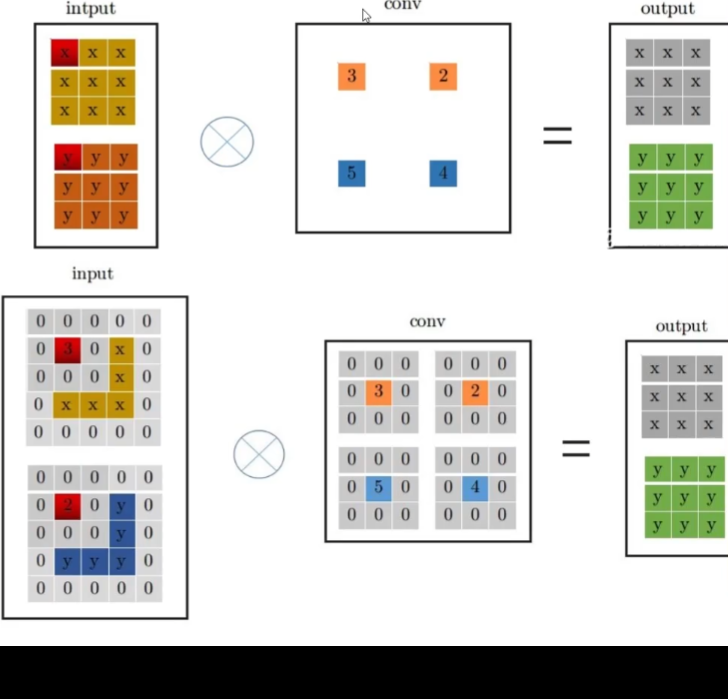 intput conv output
x x x 3 2 x x x
x x x x x x
x x x x x x
y y y 5 4 y y y
y y y y y y
y y y y y y
input
0 0 0 0 0
0 3 0 x 0
0 0 0 x 0
0 x x x 0
0 0 0 0 0
0 0 0 0 0
0 2 0 y 0
0 0 0 y 0
0 y y y 0
0 0 0 0 0
conv
0 0 0 0 0 0
0 3 0 0 2 0
0 0 0 0 0 0
0 0 0 0 0 0
0 5 0 0 4 0
0 0 0 0 0 0
=
=
output
x x x
x x x
x x x
y y y
y y y
y y y